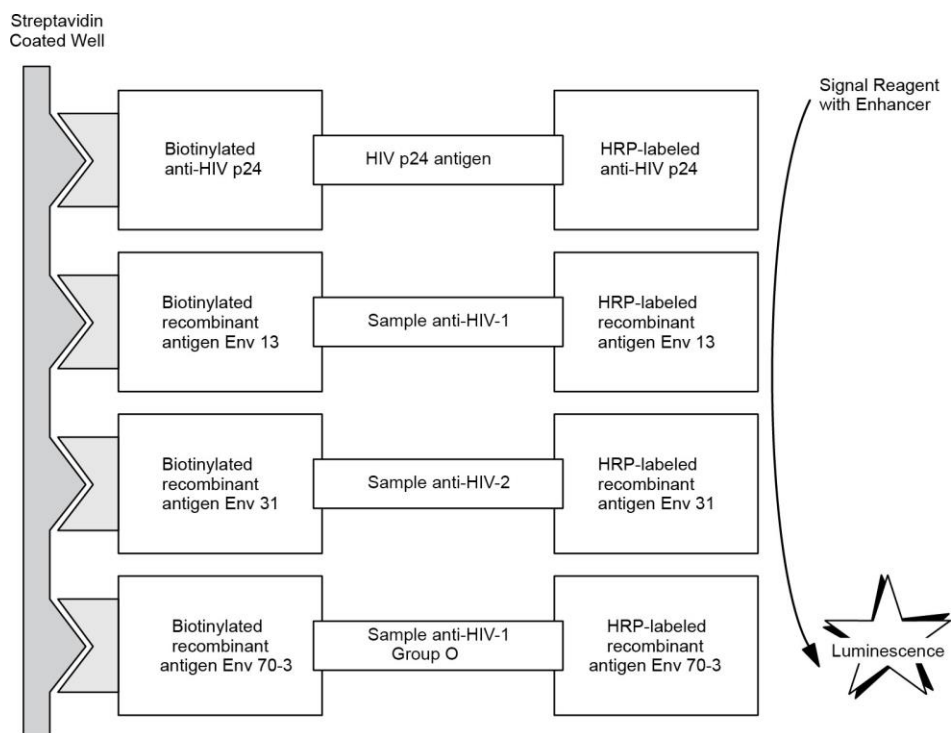 Streptavidin
Coated Well
Signal Reagent
with Enhancer
Biotinylated
anti-HIV p24
HIV p24 antigen
HRP-labeled
anti-HIV p24
Biotinylated
recombinant
antigen Env 13
Sample anti-HIV-1
HRP-labeled
recombinant
antigen Env 13
Biotinylated
recombinant
antigen Env 31
Sample anti-HIV-2
HRP-labeled
recombinant
antigen Env 31
Biotinylated
recombinant
antigen Env 70-3
Sample anti-HIV-1
Group O
HRP-labeled
recombinant
antigen Env 70-3
Luminescence